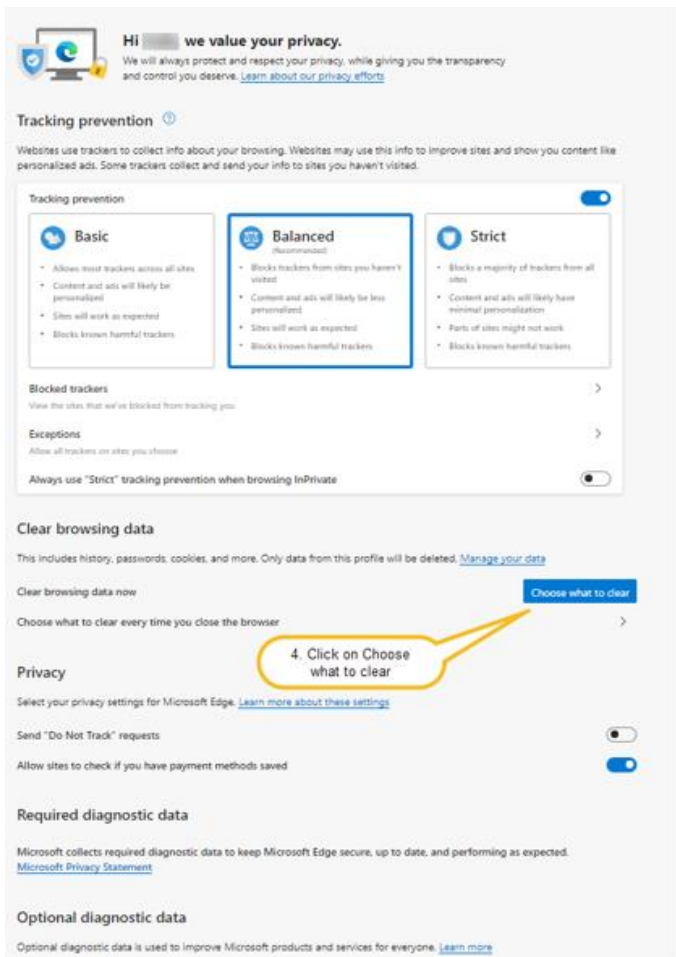 Hi we value your privacy.
We will always protect and respect your privacy, while giving you the transparency
and control you deserve. Learn about our privacy efforts
Tracking prevention
Websites use trackers to collect info about your browsing. Websites may use this info to improve sites and show you content like
personalized ads. Some trackers collect and send your info to sites you haven't visited.
Tracking prevention
Basic
• Allows most trackers across all sites
• Content and ads will likely be
personalized
• Sites will work as expected
• Blocks known harmful trackers
Balanced
(Recommended)
• Blocks trackers from sites you haven't
visited
• Content and ads will likely be less
personalized
• Sites will work as expected
• Blocks known harmful trackers
Strict
• Blocks a majority of trackers from all
sites
• Content and ads will likely have
minimal personalization
• Parts of sites might not work
• Blocks known harmful trackers
Blocked trackers
View the sites that we've blocked from tracking you
Exceptions
Allow all trackers on sites you choose
Always use "Strict" tracking prevention when browsing InPrivate
Clear browsing data
This includes history, passwords, cookies, and more. Only data from this profile will be deleted. Manage your data
Clear browsing data now
Choose what to clear
Choose what to clear every time you close the browser
4. Click on Choose
what to clear
Privacy
Select your privacy settings for Microsoft Edge. Learn more about these settings
Send "Do Not Track" requests
Allow sites to check if you have payment methods saved
Required diagnostic data
Microsoft collects required diagnostic data to keep Microsoft Edge secure, up to date, and performing as expected.
Microsoft Privacy Statement
Optional diagnostic data
Optional diagnostic data is used to improve Microsoft products and services for everyone. Learn more